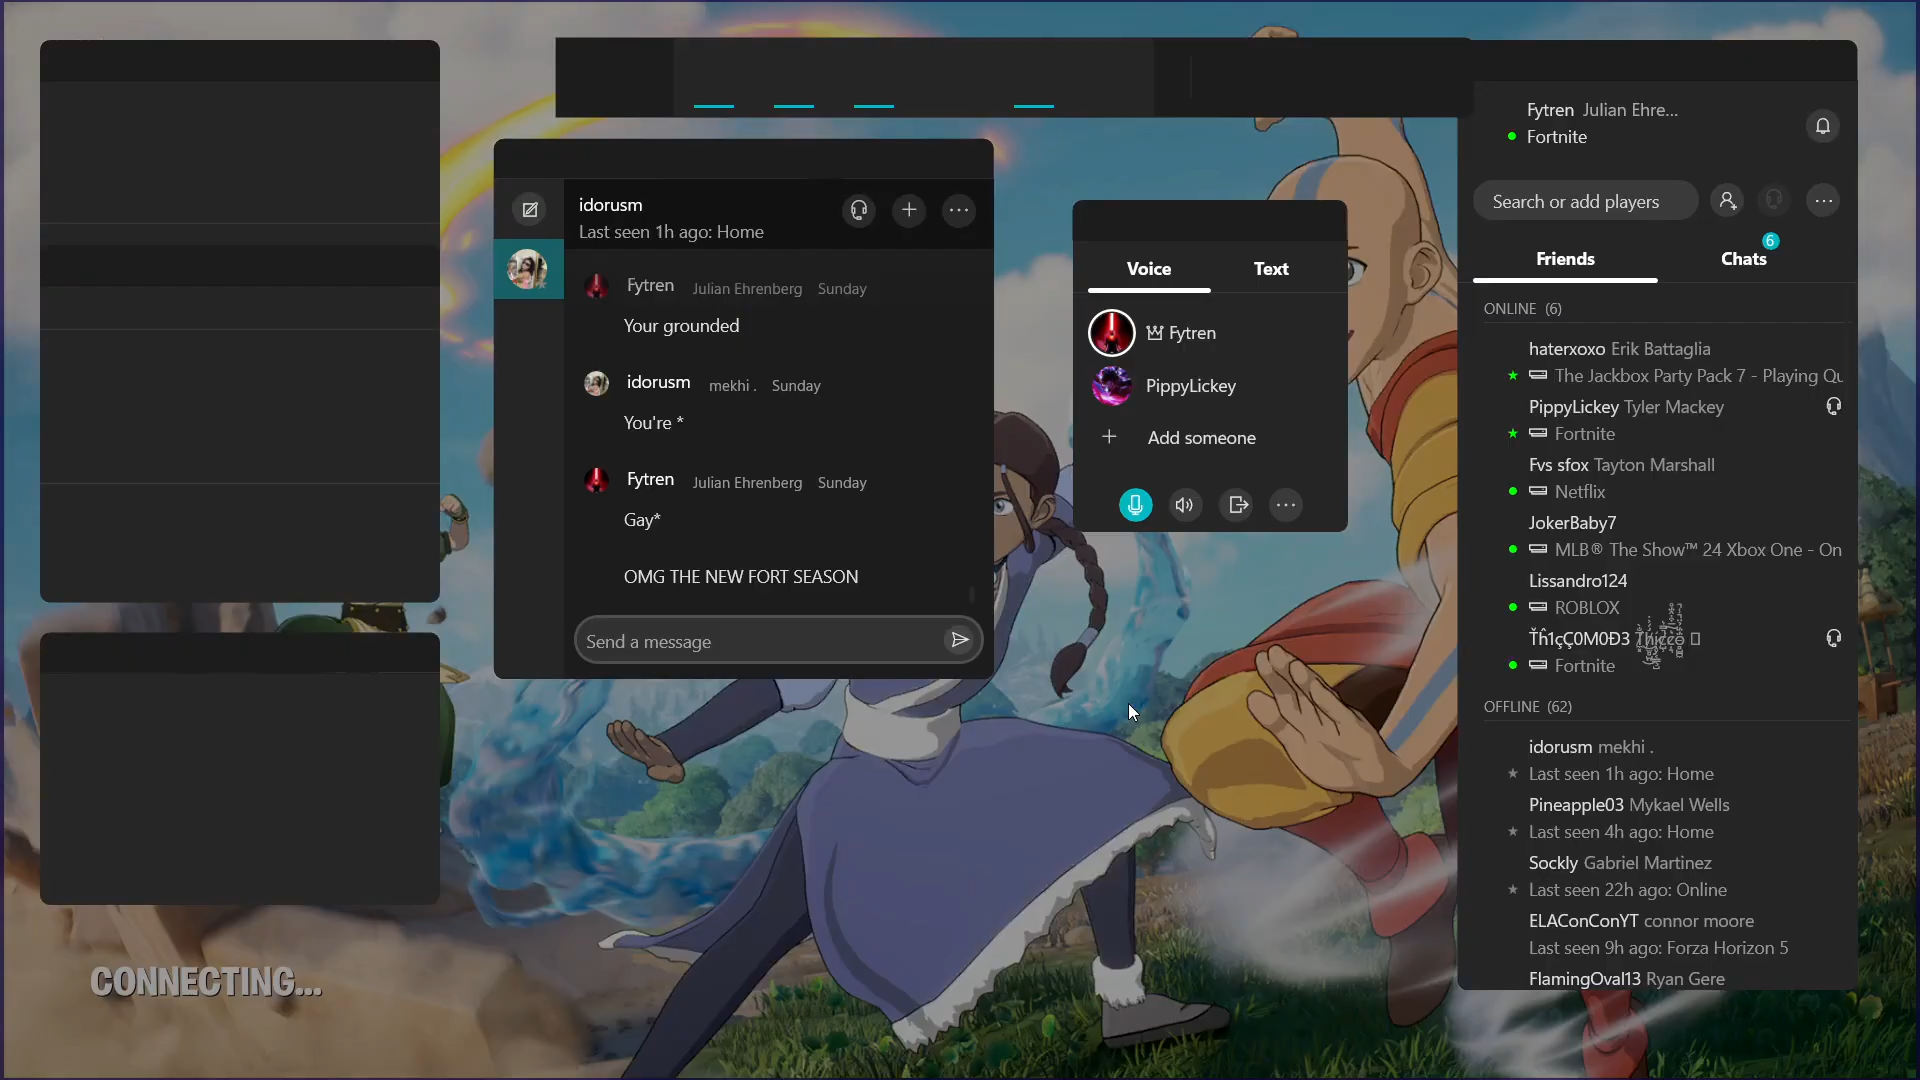 idorusm
Last seen 1h ago: Home
Fytren Julian Ehrenberg Sunday
Your grounded
idorusm mekhi . Sunday
You're *
Fytren Julian Ehrenberg Sunday
Gay*
OMG THE NEW FORT SEASON
Send a message
Voice Text
Fytren
PippyLickey
Add someone
Fytren Julian Ehre...
Fortnite
Search or add players
6
Friends Chats
ONLINE (6)
haterxoxo Erik Battaglia
The Jackbox Party Pack 7 - Playing Qu
PippyLickey Tyler Mackey
Fortnite
Fvs sfox Tayton Marshall
Netflix
JokerBaby7
MLB® The Show™ 24 Xbox One - On
Lissandro124
ROBLOX
Ťĥ1çÇ0M0Ð3
Fortnite
OFFLINE (62)
idorusm mekhi .
Last seen 1h ago: Home
Pineapple03 Mykael Wells
Last seen 4h ago: Home
Sockly Gabriel Martinez
Last seen 22h ago: Online
ELAConConYT connor moore
Last seen 9h ago: Forza Horizon 5
FlamingOval13 Ryan Gere
CONNECTING...